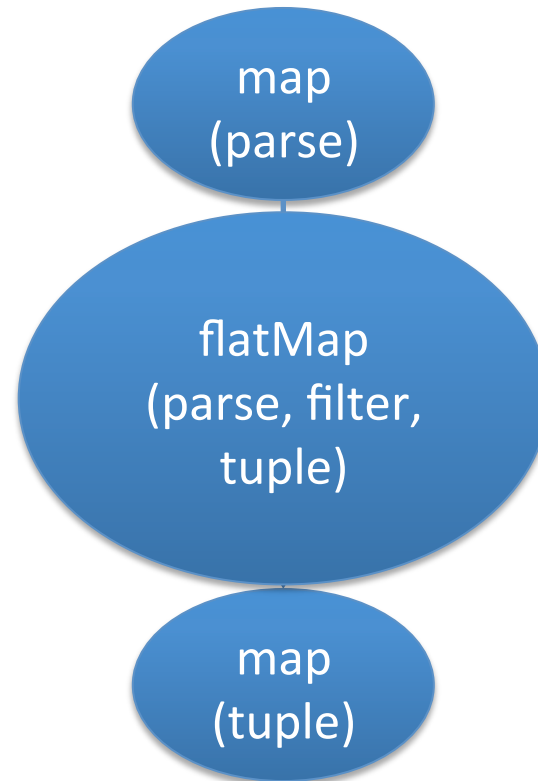 map
(parse)
flatMap
(parse, filter,
tuple)
map
(tuple)